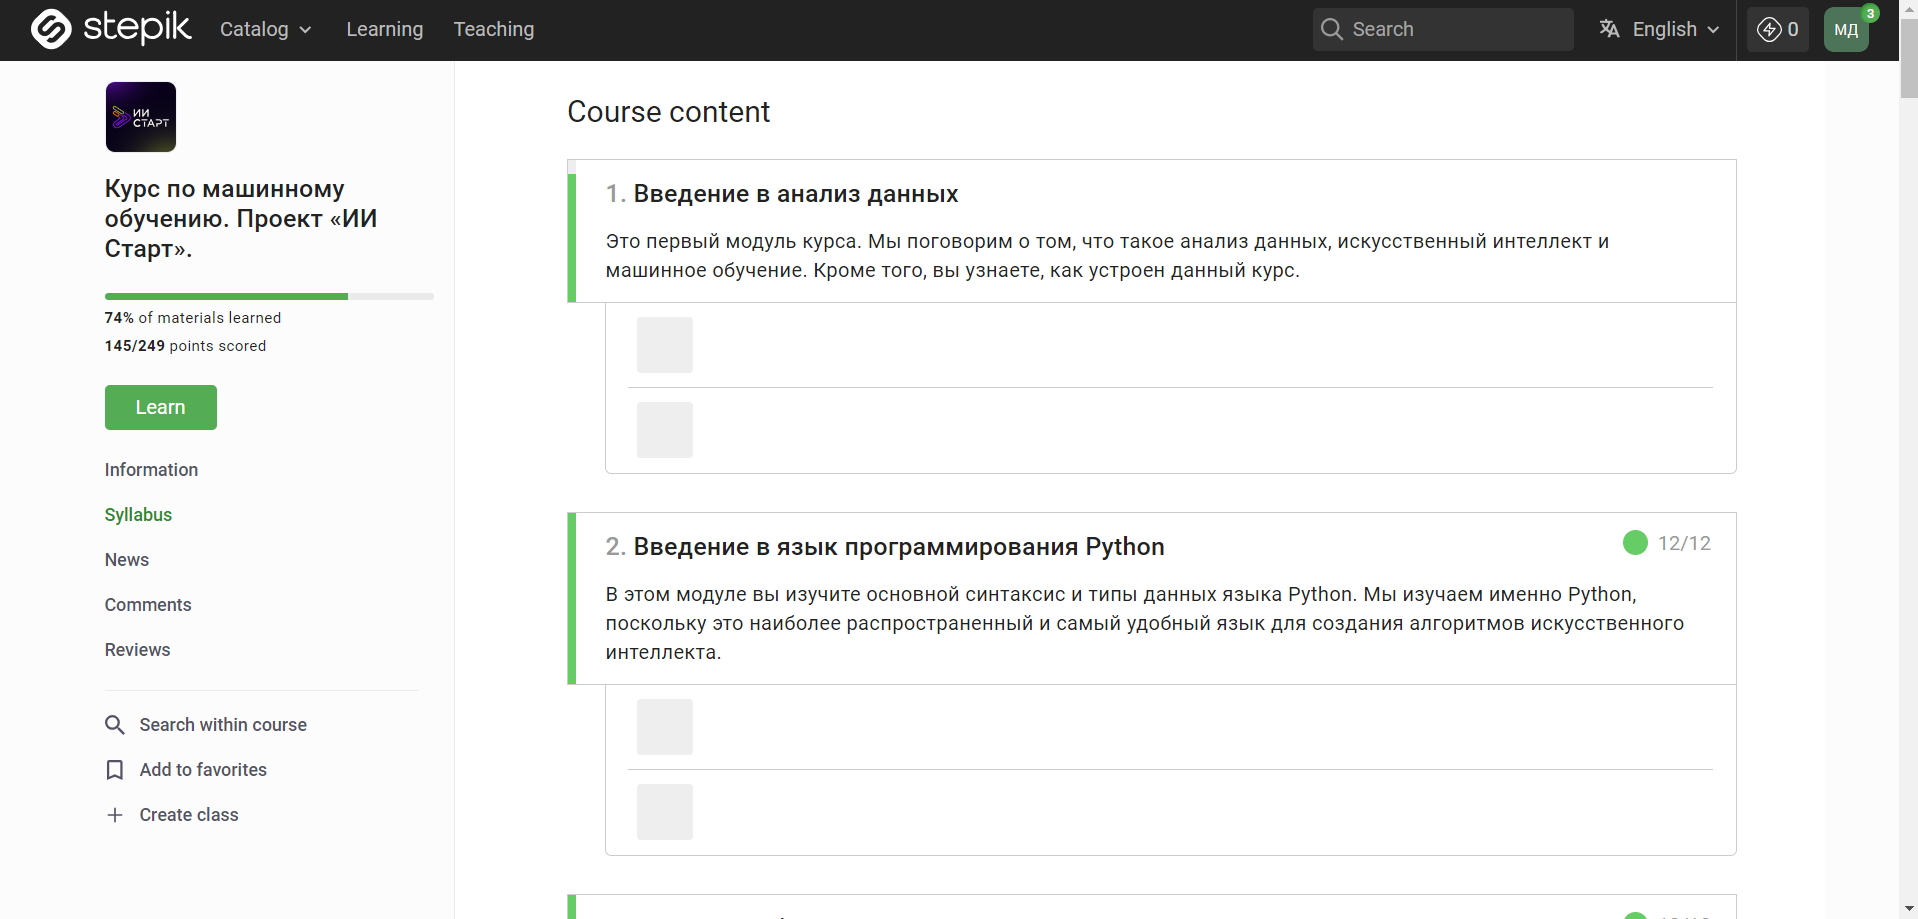 stepik
Catalog
Learning
Teaching
Search
English
0
МД
3
ИИ
СТАРТ
Курс по машинному
обучению. Проект «ИИ
Старт».
74% of materials learned
145/249 points scored
Learn
Information
Syllabus
News
Comments
Reviews
Search within course
Add to favorites
Create class
Course content
1. Введение в анализ данных
Это первый модуль курса. Мы поговорим о том, что такое анализ данных, искусственный интеллект и
машинное обучение. Кроме того, вы узнаете, как устроен данный курс.
2. Введение в язык программирования Python
12/12
В этом модуле вы изучите основной синтаксис и типы данных языка Python. Мы изучаем именно Python,
поскольку это наиболее распространенный и самый удобный язык для создания алгоритмов искусственного
интеллекта.